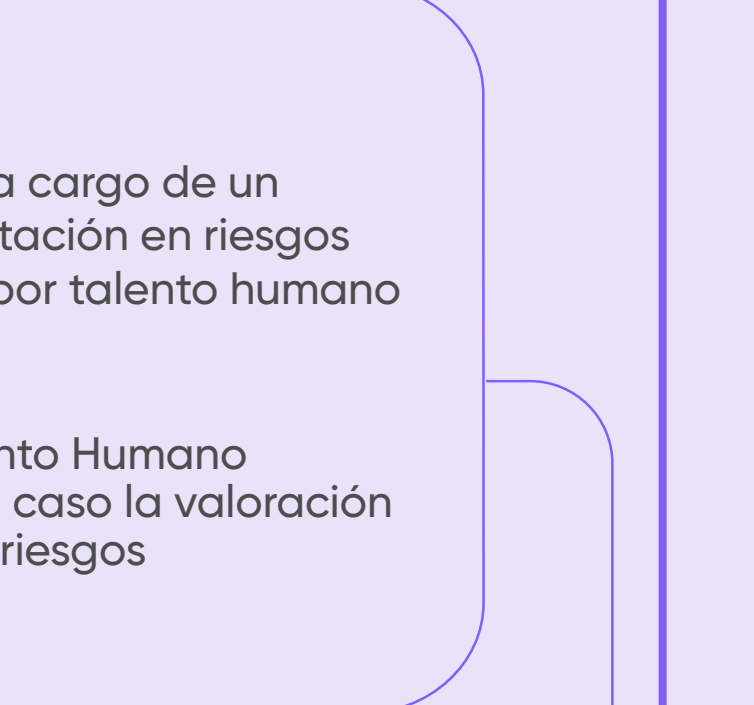 a cargo de un
tación en riesgos
por talento humano
nto Humano
caso la valoración
riesgos